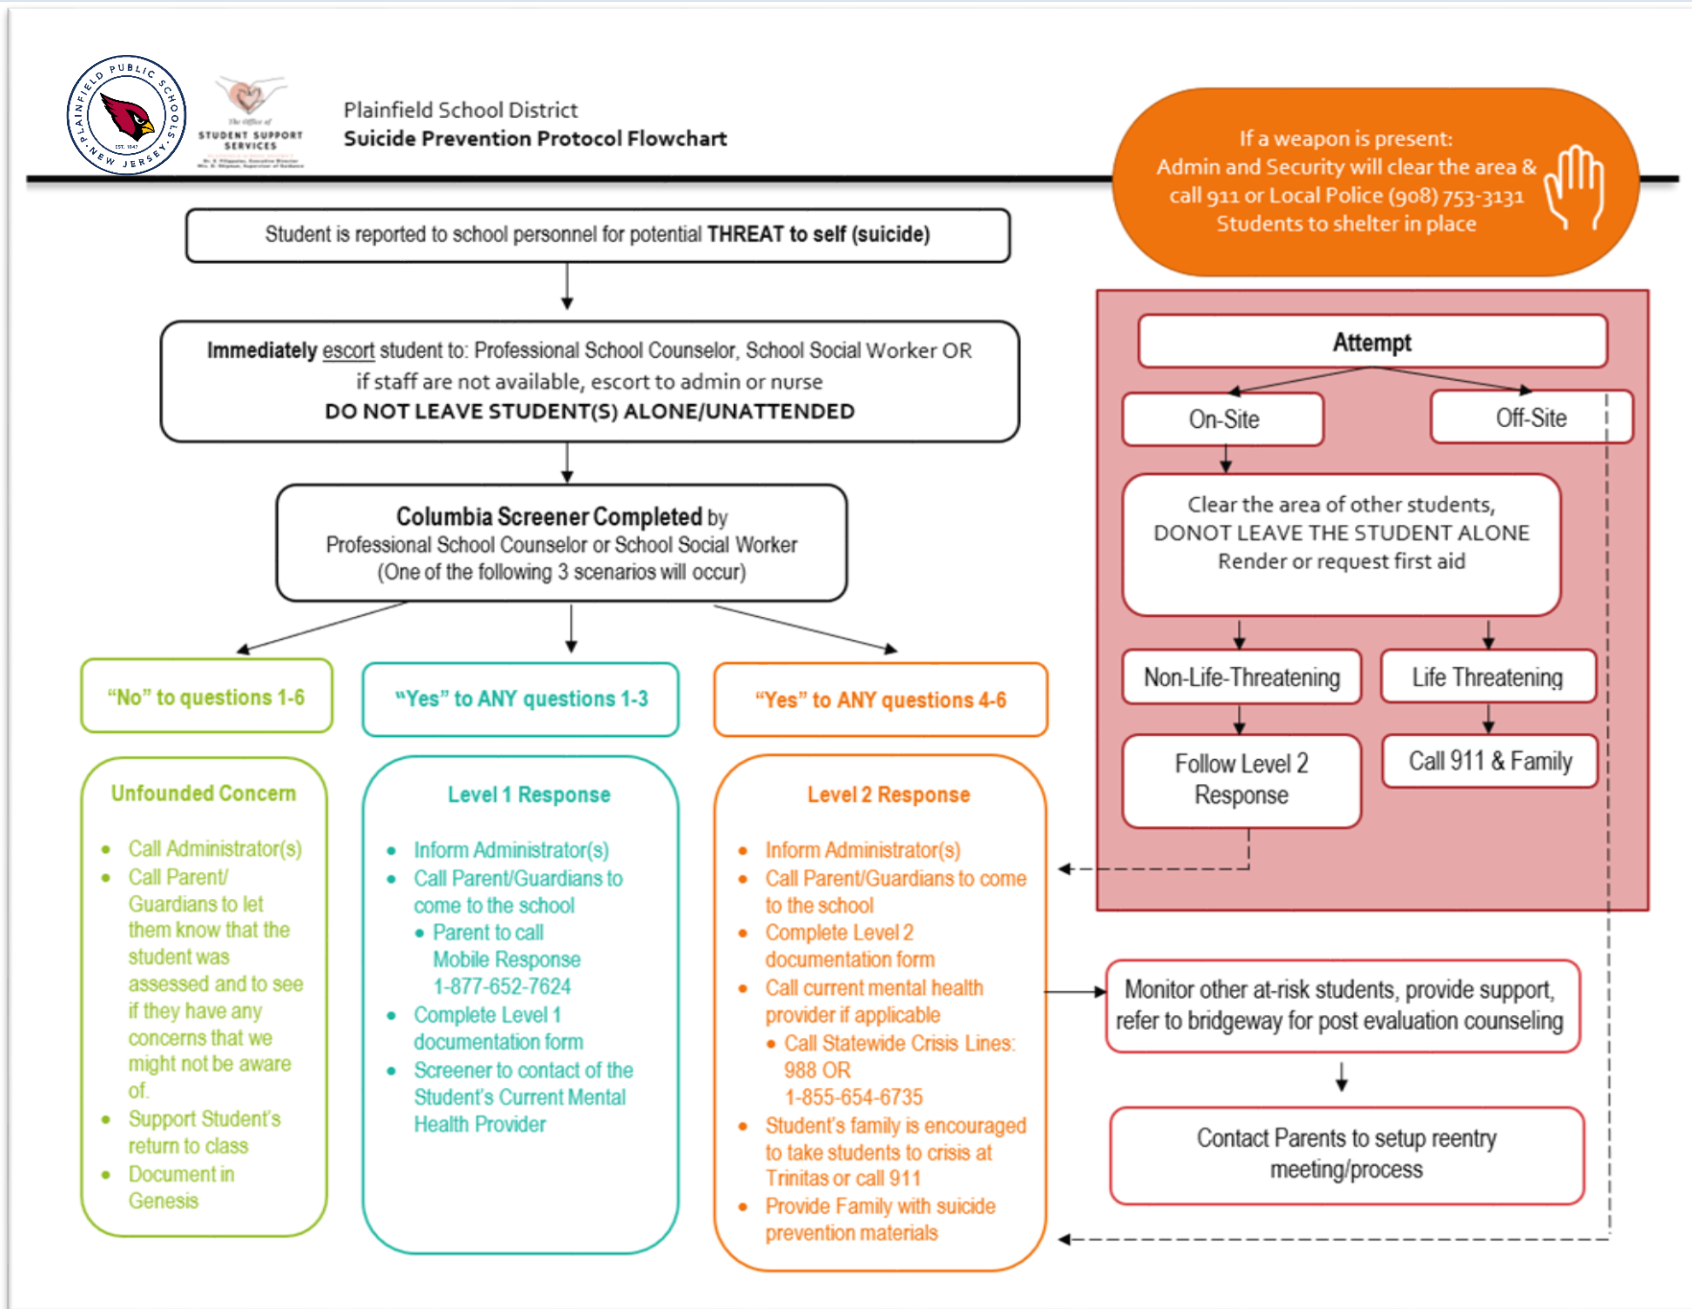 PLAINFIELD PUBLIC SCHOOLS
EST. 1847
NEW JERSEY
The Office of
STUDENT SUPPORT
SERVICES
Plainfield School District
Suicide Prevention Protocol Flowchart
If a weapon is present:
Admin and Security will clear the area &
call 911 or Local Police (908) 753-3131
Students to shelter in place
Student is reported to school personnel for potential THREAT to self (suicide)
Immediately escort student to: Professional School Counselor, School Social Worker OR
if staff are not available, escort to admin or nurse
DO NOT LEAVE STUDENT(S) ALONE/UNATTENDED
Columbia Screener Completed by
Professional School Counselor or School Social Worker
(One of the following 3 scenarios will occur)
“No” to questions 1-6
Unfounded Concern
• Call Administrator(s)
• Call Parent/
Guardians to let
them know that the
student was
assessed and to see
if they have any
concerns that we
might not be aware
of.
• Support Student’s
return to class
• Document in
Genesis
“Yes” to ANY questions 1-3
Level 1 Response
• Inform Administrator(s)
• Call Parent/Guardians to
come to the school
• Parent to call
Mobile Response
1-877-652-7624
• Complete Level 1
documentation form
• Screener to contact of the
Student’s Current Mental
Health Provider
“Yes” to ANY questions 4-6
Level 2 Response
• Inform Administrator(s)
• Call Parent/Guardians to come
to the school
• Complete Level 2
documentation form
• Call current mental health
provider if applicable
• Call Statewide Crisis Lines:
988 OR
1-855-654-6735
• Student’s family is encouraged
to take students to crisis at
Trinitas or call 911
• Provide Family with suicide
prevention materials
Attempt
On-Site
Off-Site
Clear the area of other students,
DONOT LEAVE THE STUDENT ALONE
Render or request first aid
Non-Life-Threatening
Life Threatening
Follow Level 2
Response
Call 911 & Family
Monitor other at-risk students, provide support,
refer to bridgeway for post evaluation counseling
Contact Parents to setup reentry
meeting/process